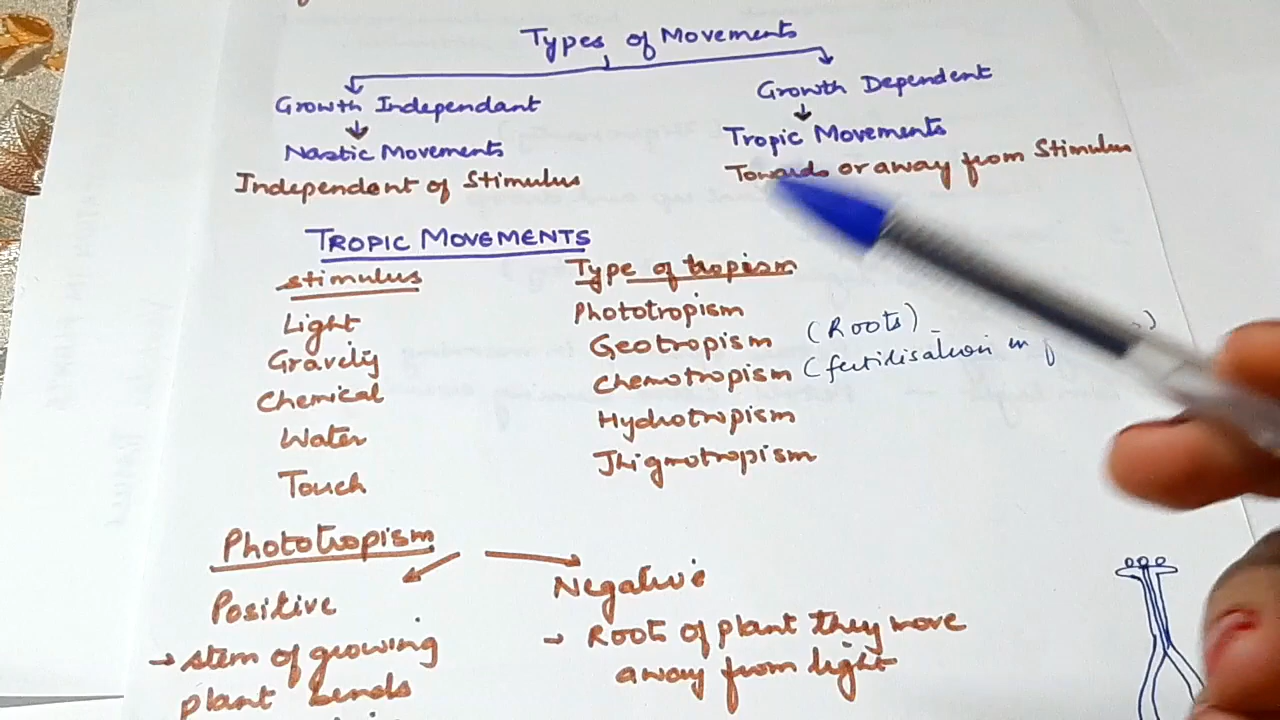 Types of Movements
Growth Independant
Nastic Movements
Independent of Stimulus
Growth Dependent
Tropic Movements
Towards or away from Stimulus
TROPIC MOVEMENTS
Stimulus Type of tropism
Light Phototropism
Gravity Geotropism (Roots)
Chemical Chemotropism (fertilisation in
Water Hydrotropism
Touch Thigmotropism
Phototropism
Positive
→ stem of growing
plant bends
Negative
→ Roots of plant they move
away from light